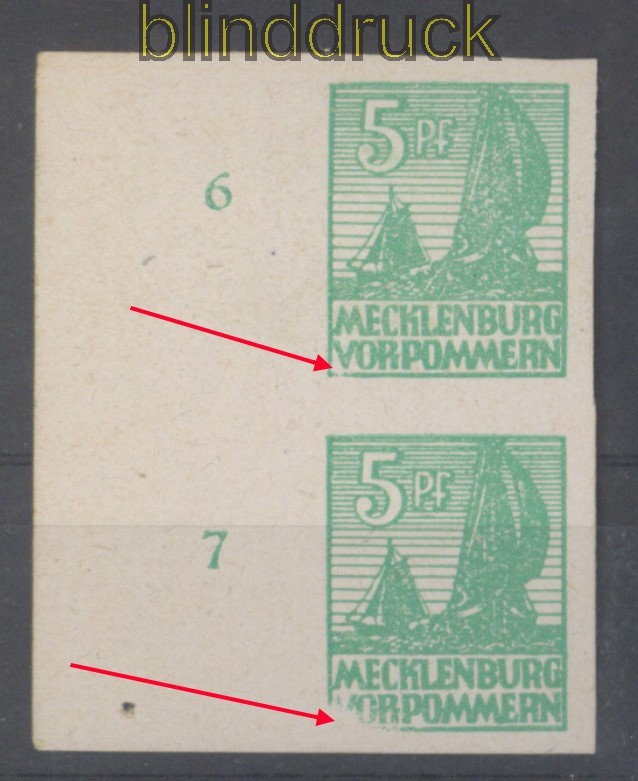 blinddruck
6
5 Pf
MECKLENBURG
VORPOMMERN
7
5 Pf
MECKLENBURG
VORPOMMERN